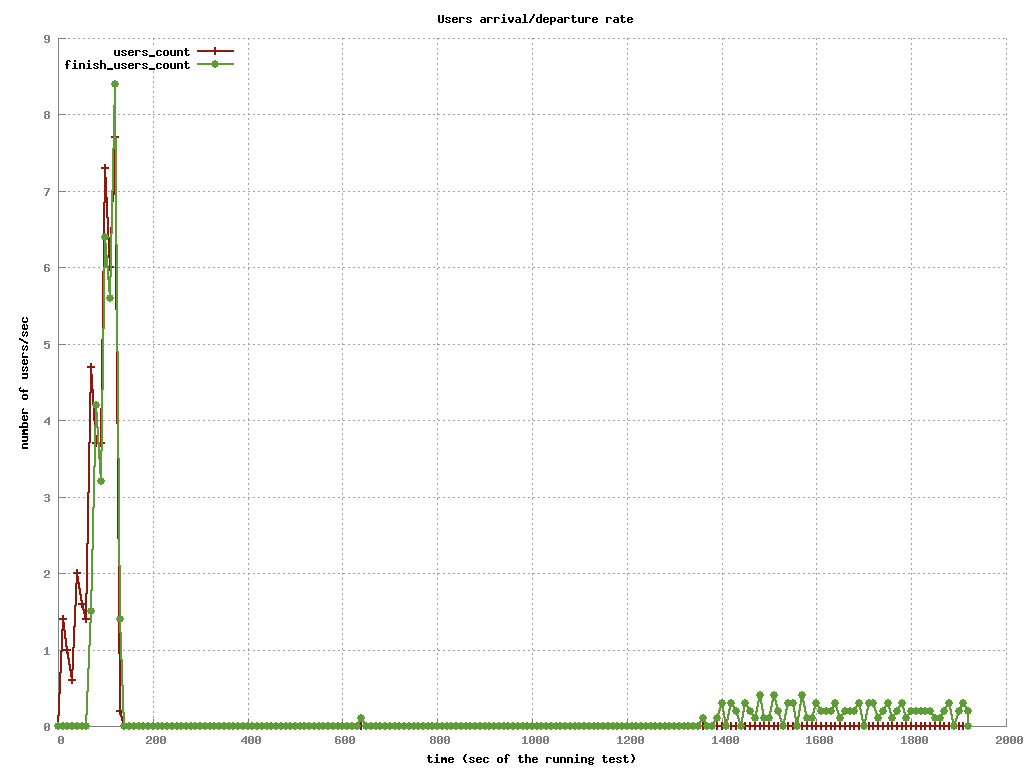 Users arrival/departure rate
users_count
finish_users_count
number of users/sec
9
8
7
6
5
4
3
2
1
0
0 200 400 600 800 1000 1200 1400 1600 1800 2000
time (sec of the running test)